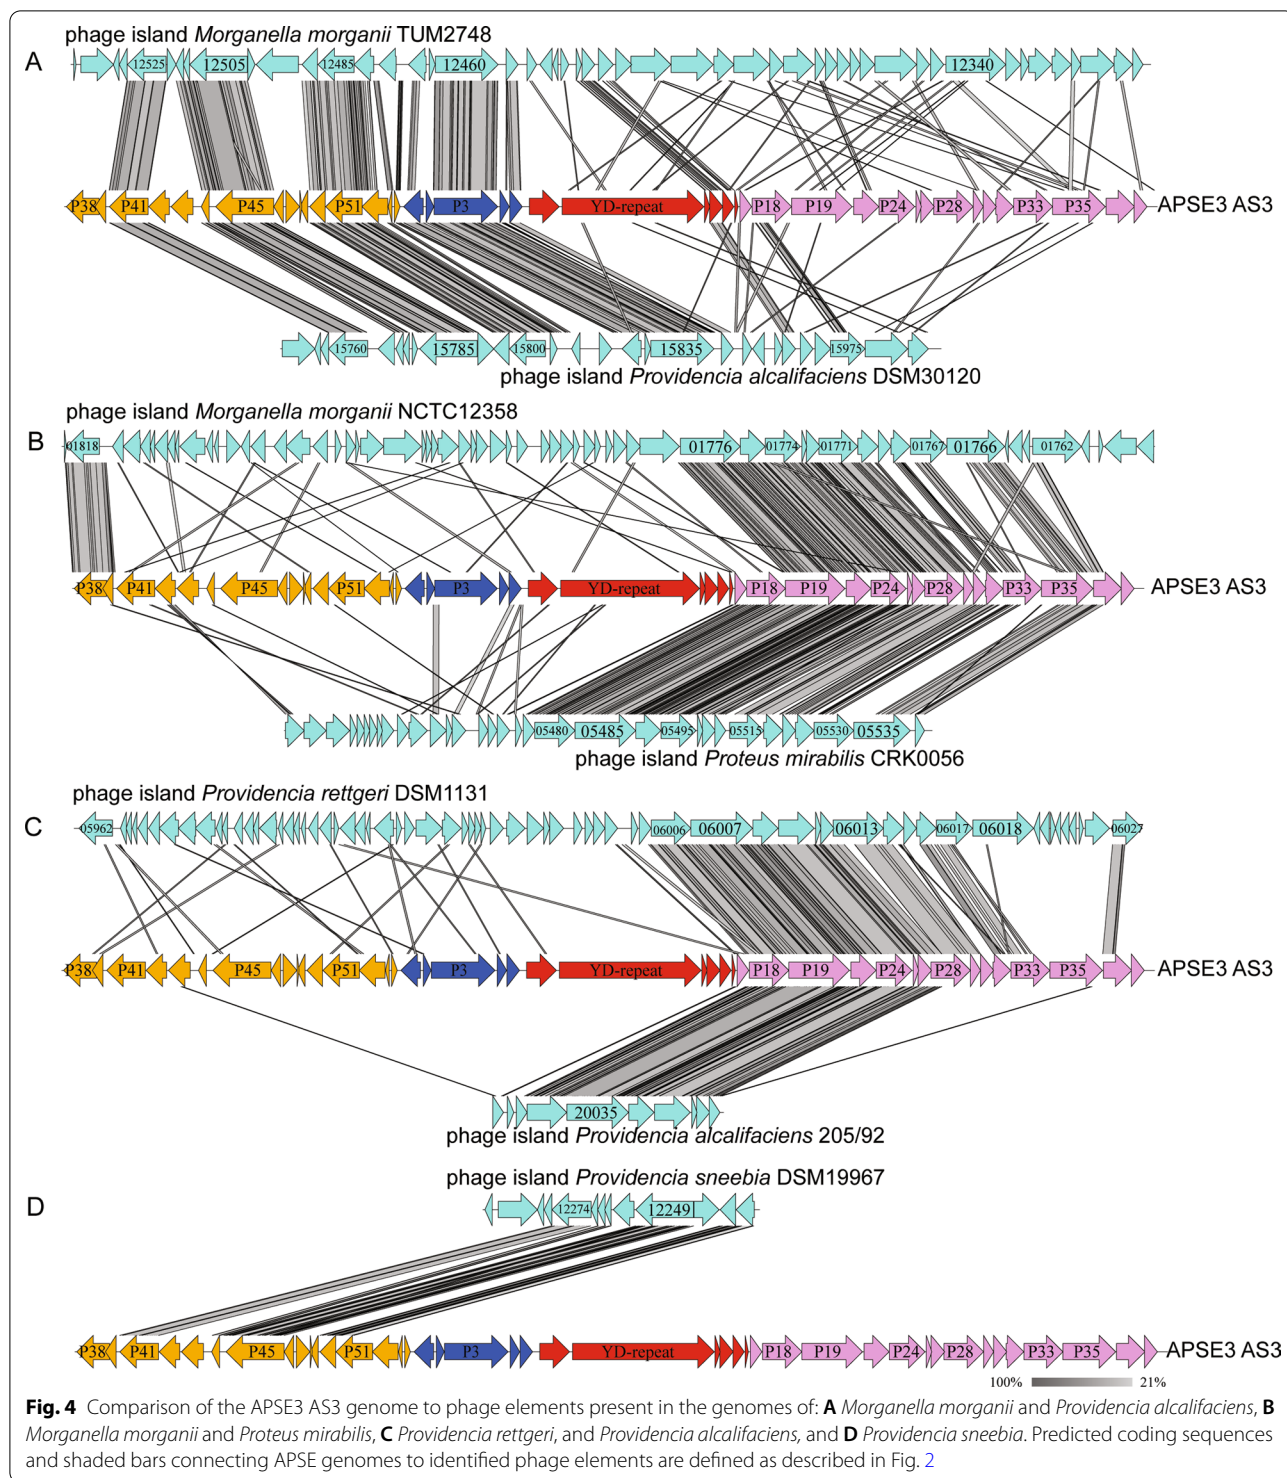 phage island Morganella morganii TUM2748
A
12525 12505 12485 12460 12340
P38 P41 P45 P51 P3 YD-repeat P18 P19 P24 P28 P33 P35 APSE3 AS3
15760 15785 15800 15835 15975
phage island Providencia alcalifaciens DSM30120
phage island Morganella morganii NCTC12358
B
01818 01776 01774 01771 01767 01766 01762
P38 P41 P45 P51 P3 YD-repeat P18 P19 P24 P28 P33 P35 APSE3 AS3
05480 05485 05495 05515 05530 05535
phage island Proteus mirabilis CRK0056
phage island Providencia rettgeri DSM1131
C
05962 06006 06007 06013 06017 06018 06027
P38 P41 P45 P51 P3 YD-repeat P18 P19 P24 P28 P33 P35 APSE3 AS3
20035
phage island Providencia alcalifaciens 205/92
phage island Providencia sneebia DSM19967
D
12274 12249
P38 P41 P45 P51 P3 YD-repeat P18 P19 P24 P28 P33 P35 APSE3 AS3
100% 21%
Fig. 4 Comparison of the APSE3 AS3 genome to phage elements present in the genomes of: A Morganella morganii and Providencia alcalifaciens, B
Morganella morganii and Proteus mirabilis, C Providencia rettgeri, and Providencia alcalifaciens, and D Providencia sneebia. Predicted coding sequences
and shaded bars connecting APSE genomes to identified phage elements are defined as described in Fig. 2